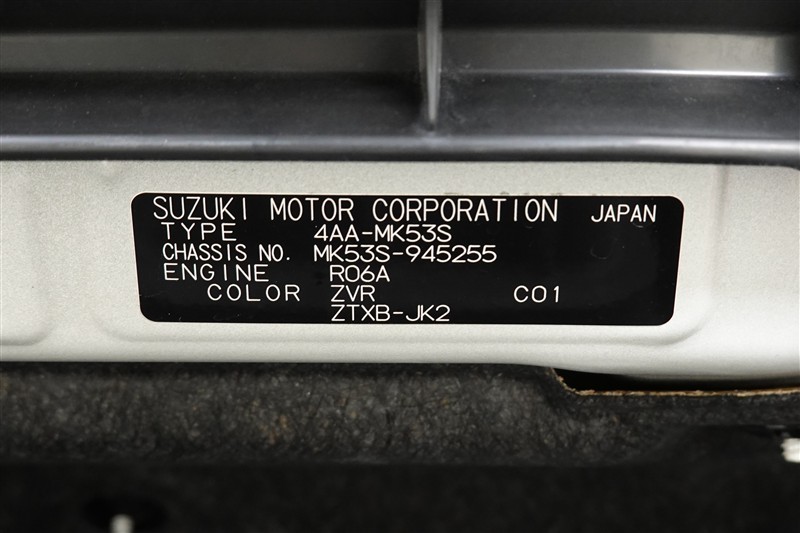 SUZUKI MOTOR CORPORATION JAPAN
TYPE 4AA-MK53S
CHASSIS NO. MK53S-945255
ENGINE R06A
COLOR ZVR C01
ZTXB-JK2